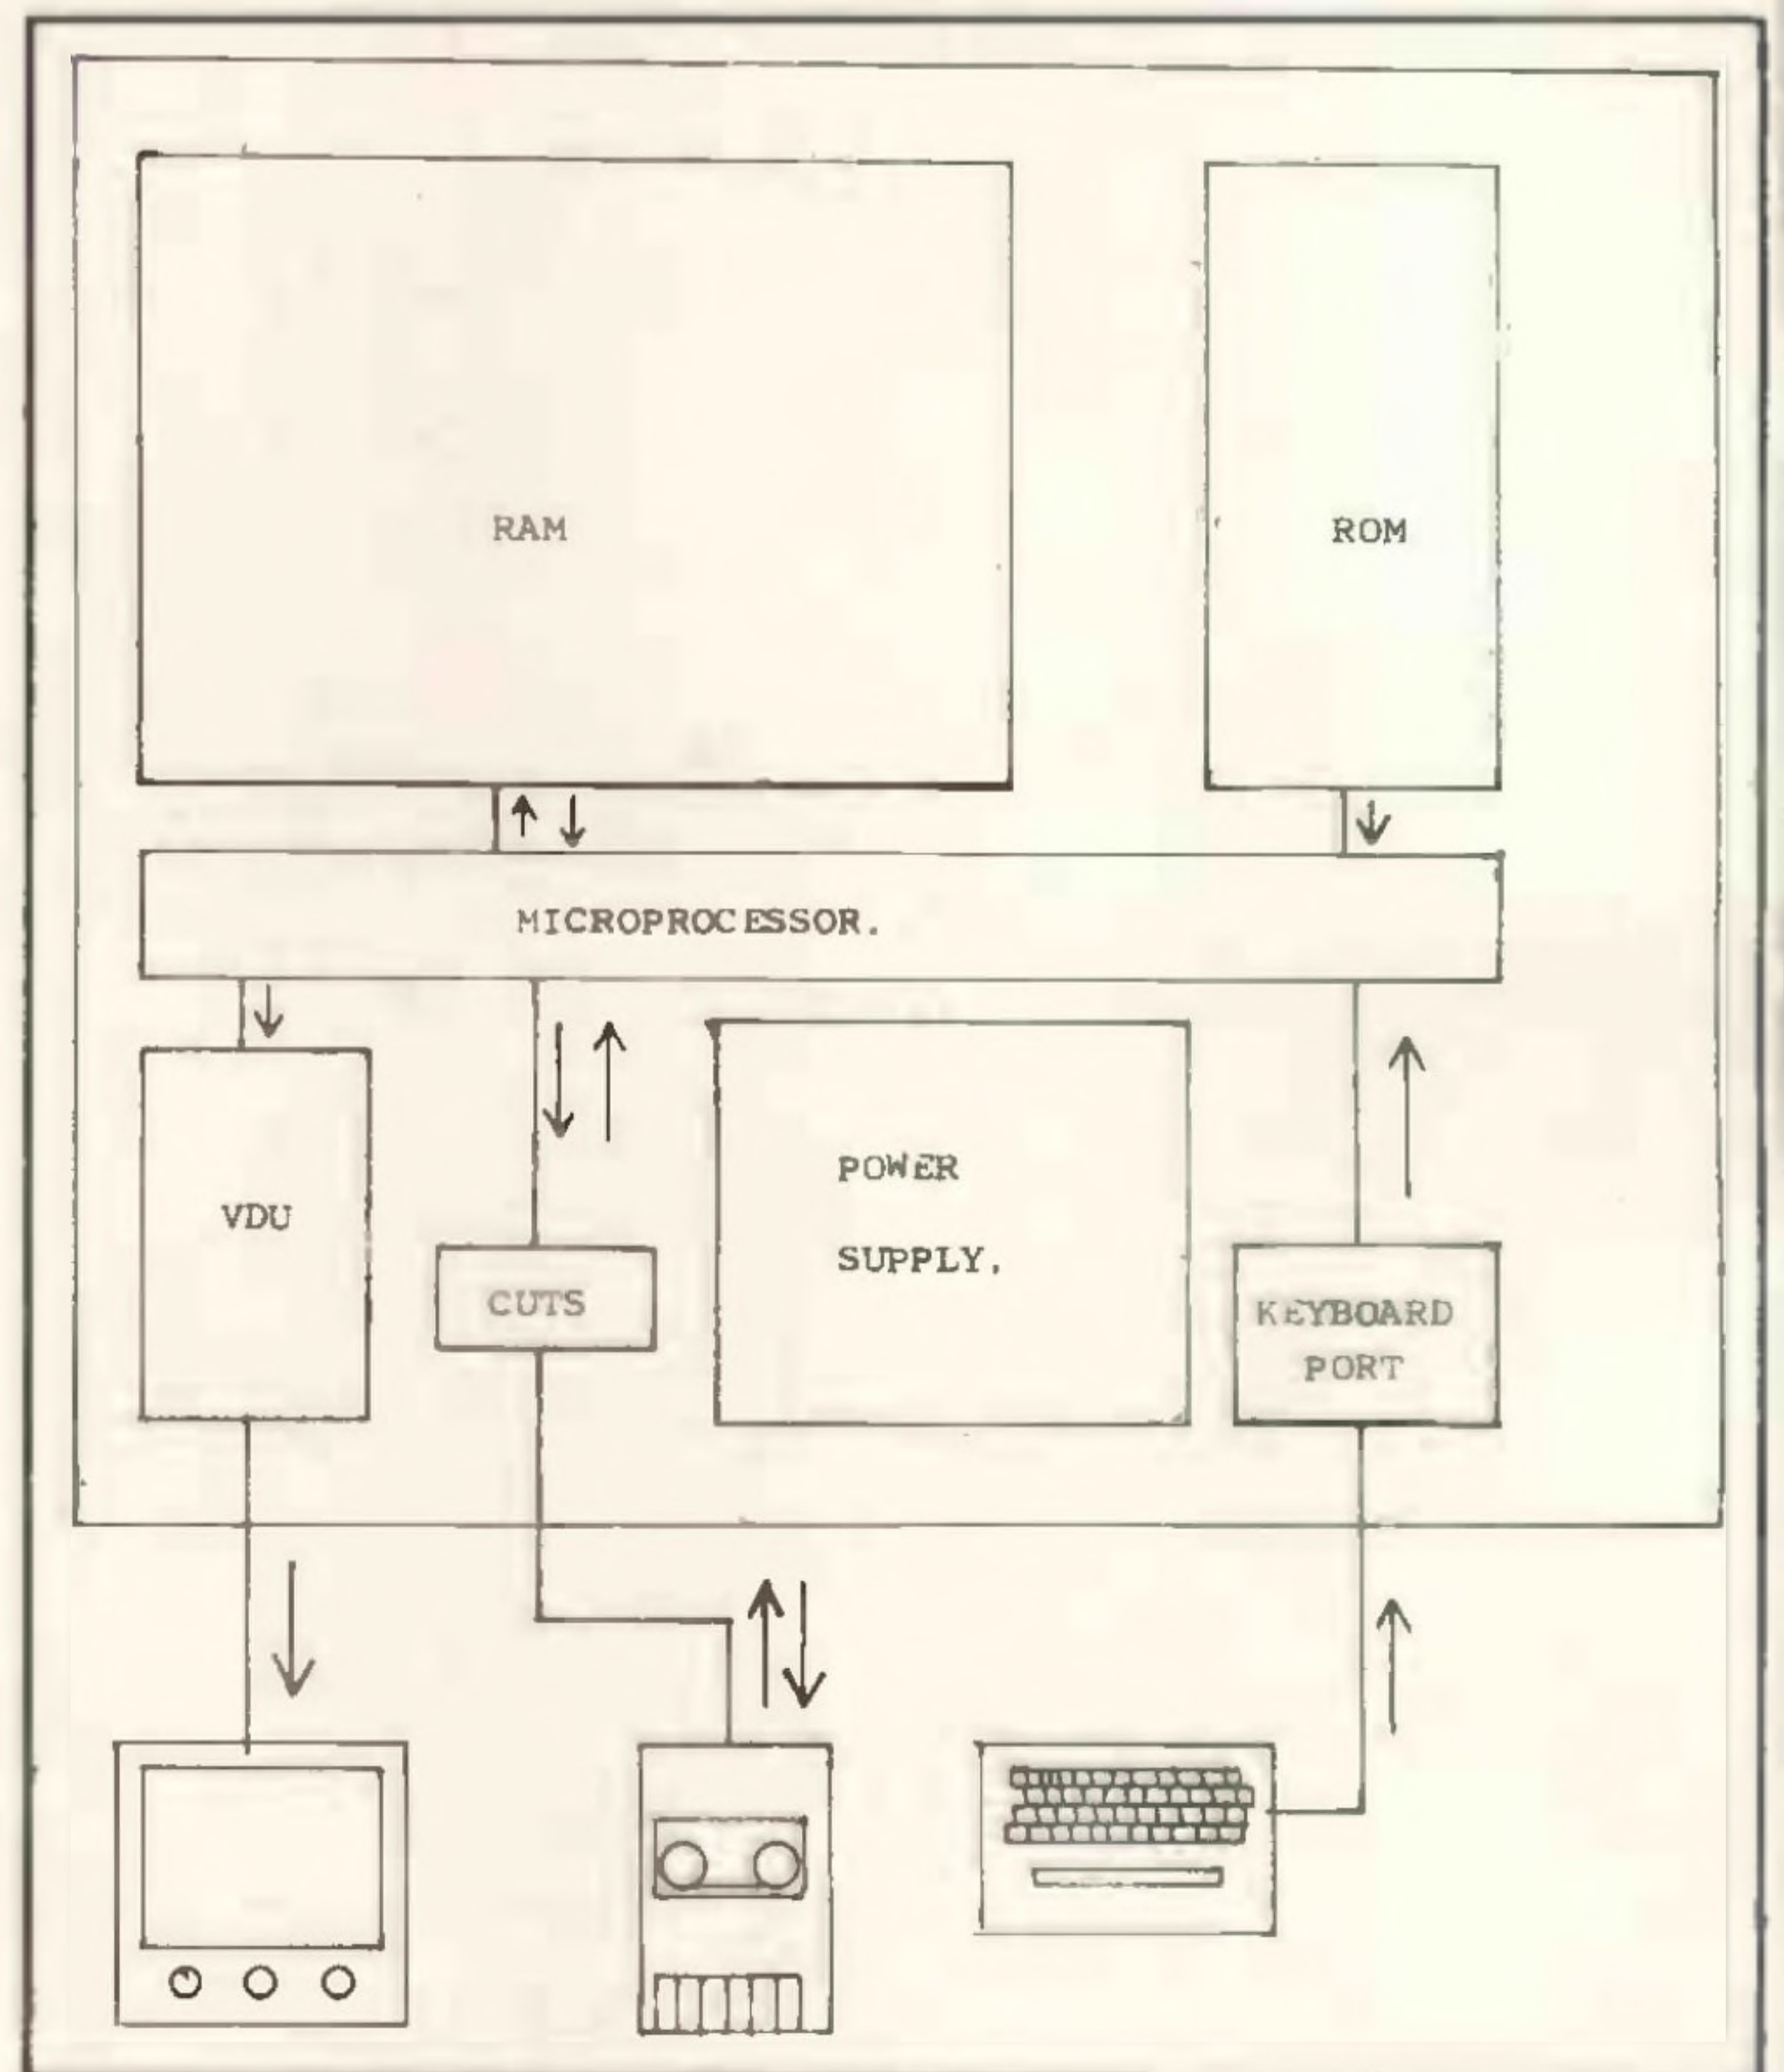 RAM
ROM
MICROPROCESSOR.
VDU
CUTS
POWER
SUPPLY.
KEYBOARD
PORT